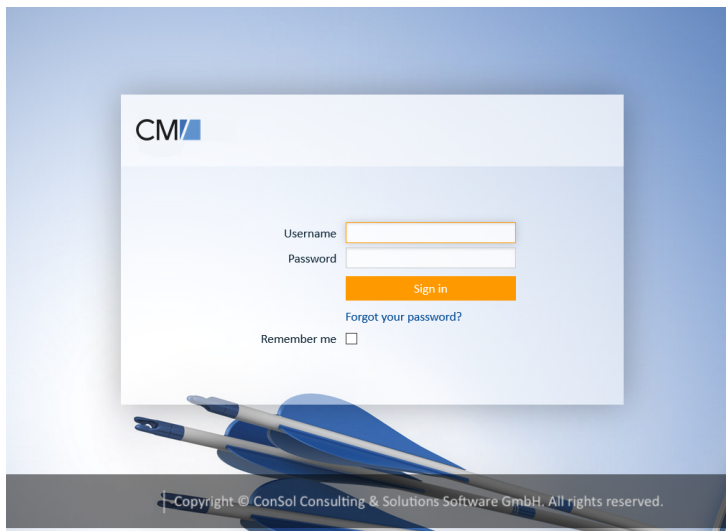 CM/
Username
Password
Sign in
Forgot your password?
Remember me
Copyright © ConSol Consulting & Solutions Software GmbH. All rights reserved.